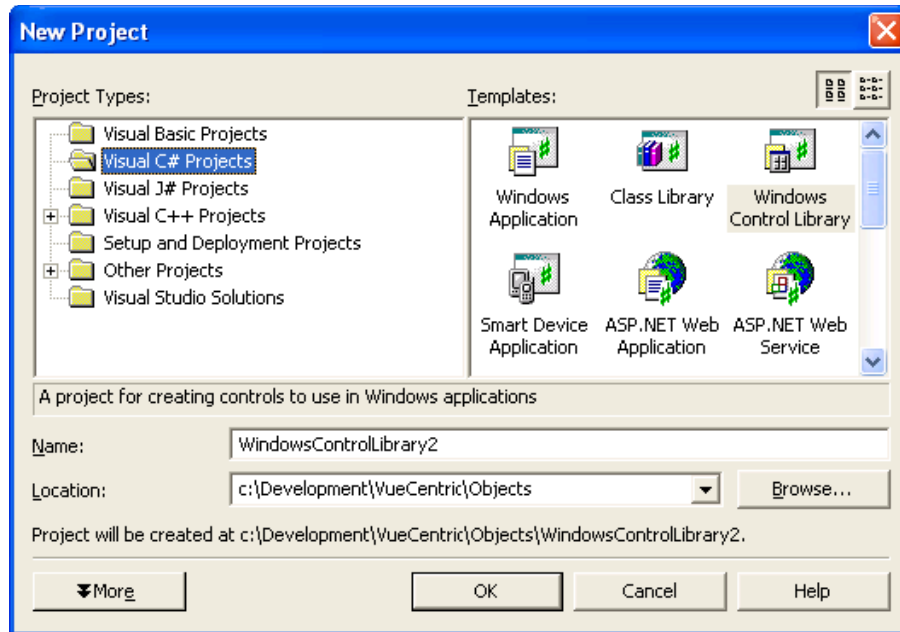 New Project
Project Types:
Templates:
Visual Basic Projects
Visual C# Projects
Visual J# Projects
Visual C++ Projects
Setup and Deployment Projects
Other Projects
Visual Studio Solutions
Windows
Application
Class Library
Windows
Control Library
Smart Device
Application
ASP.NET Web
Application
ASP.NET Web
Service
A project for creating controls to use in Windows applications
Name:
WindowsControlLibrary2
Location:
c:\Development\VueCentric\Objects
Browse...
Project will be created at c:\Development\VueCentric\Objects\WindowsControlLibrary2.
More
OK
Cancel
Help